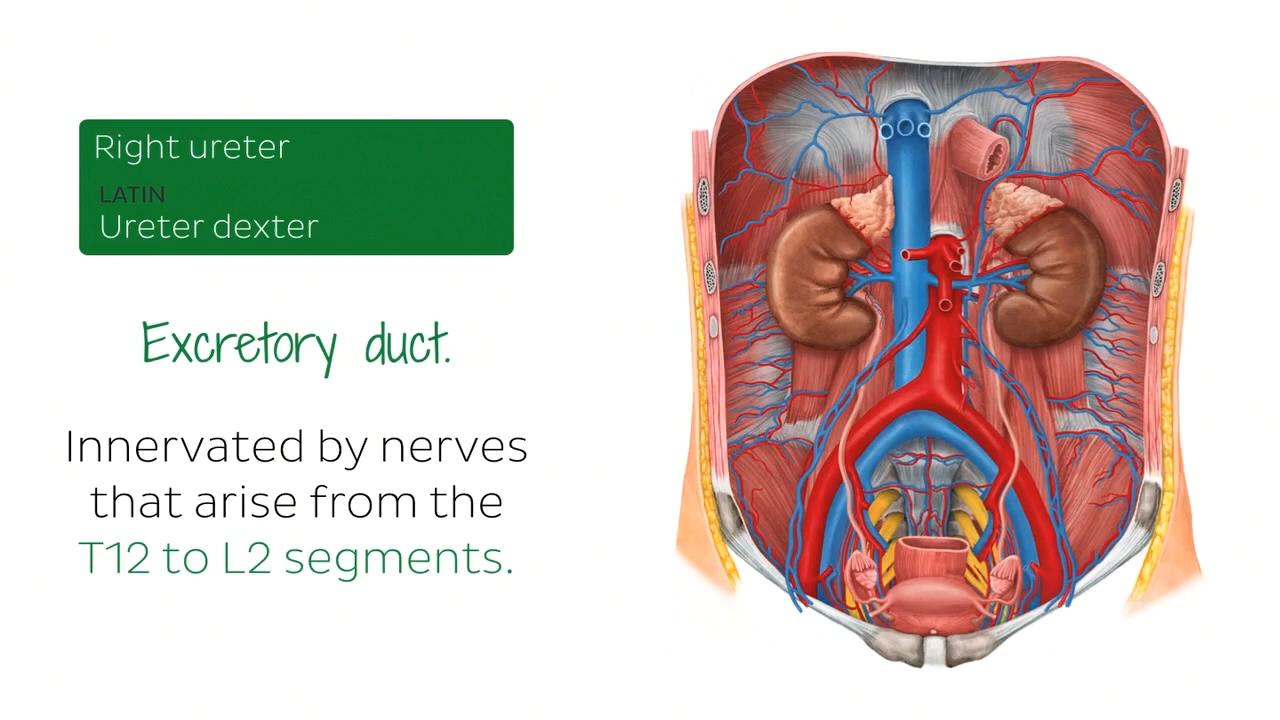 Right ureter
LATIN
Ureter dexter
Excretory duct.
Innervated by nerves
that arise from the
T12 to L2 segments.